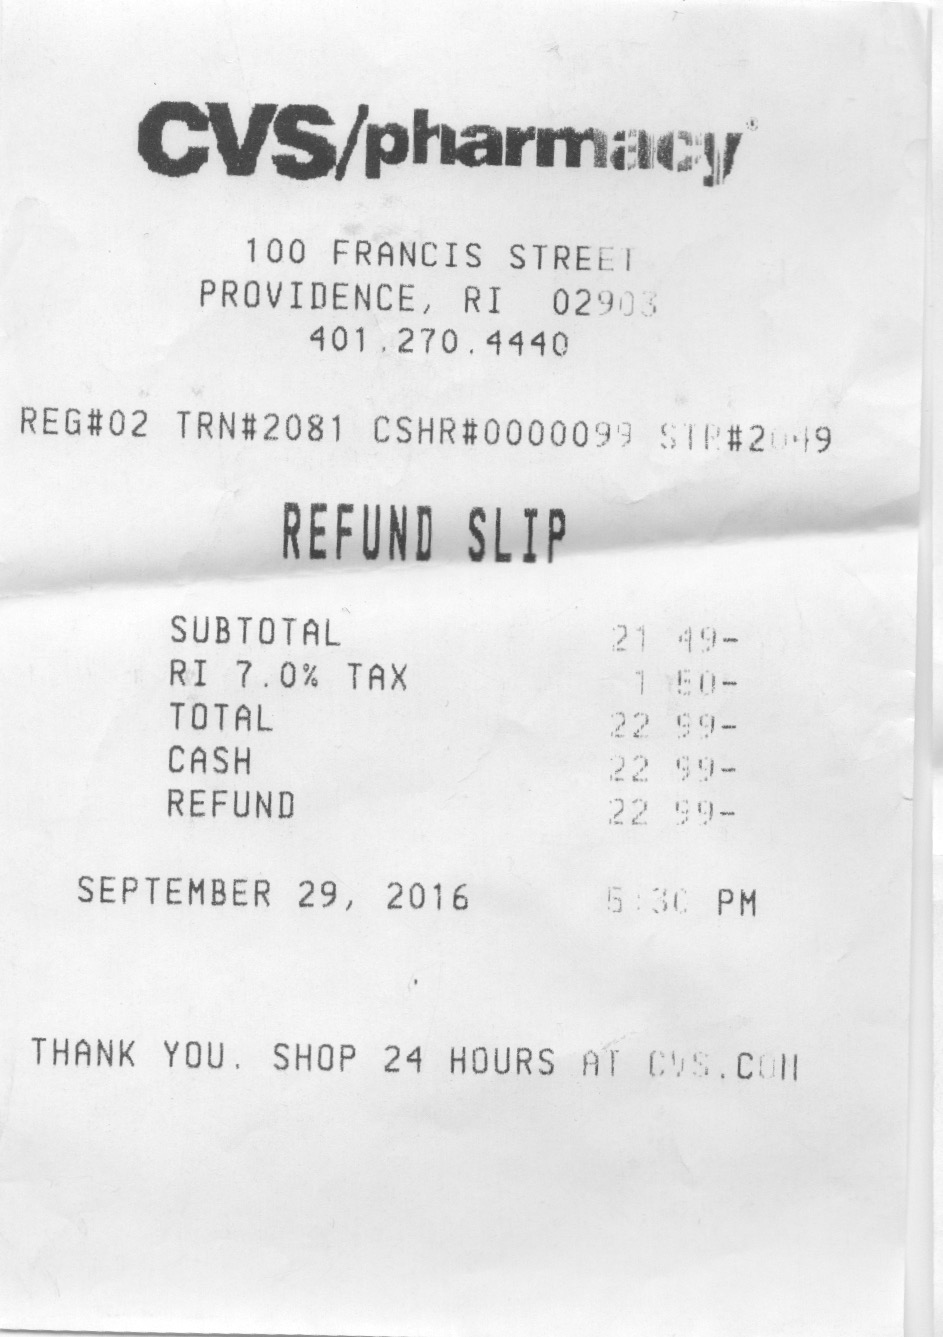 CVS/pharmacy®
100 FRANCIS STREET
PROVIDENCE, RI 02903
401.270.4440
REG#02 TRN#2081 CSHR#0000099 STR#2049
REFUND SLIP
SUBTOTAL 21.49-
RI 7.0% TAX 1.50-
TOTAL 22.99-
CASH 22.99-
REFUND 22.99-
SEPTEMBER 29, 2016 PM
THANK YOU. SHOP 24 HOURS AT CVS.COM